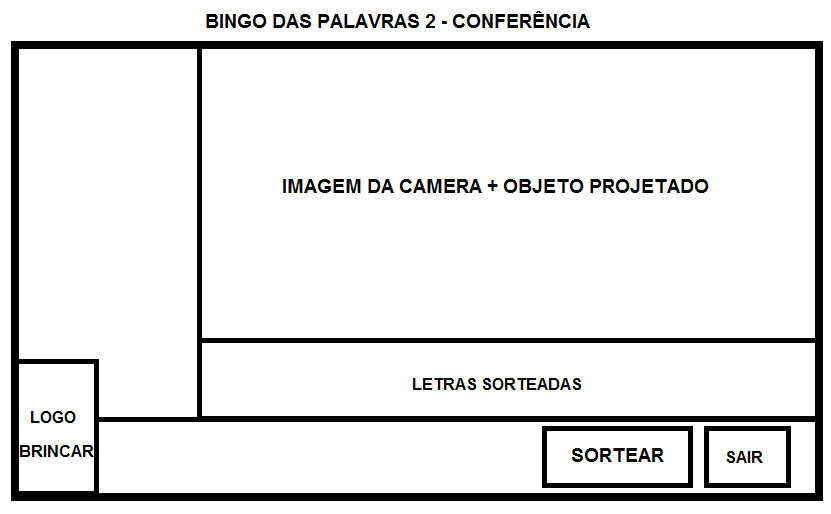 BINGO DAS PALAVRAS 2 - CONFERÊNCIA
IMAGEM DA CAMERA + OBJETO PROJETADO
LETRAS SORTEADAS
LOGO
BRINCAR
SORTEAR
SAIR